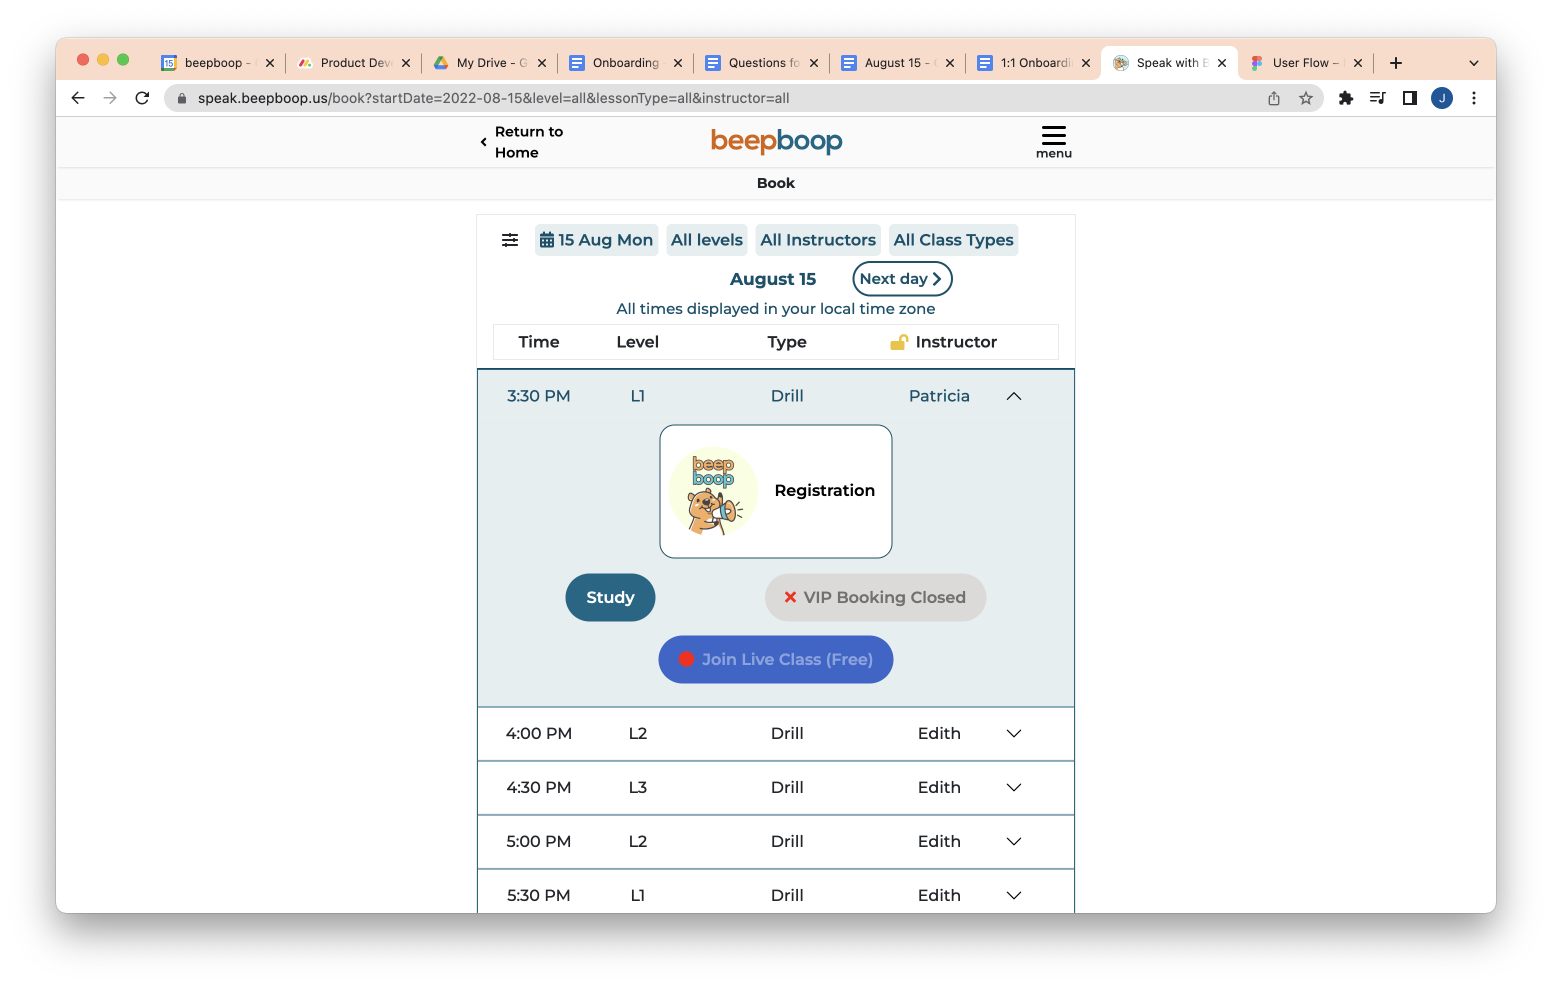 15 beepboop - Product Dev My Drive - G Onboarding Questions fo August 15 - 1:1 Onboardi Speak with B User Flow –
speak.beepboop.us/book?startDate=2022-08-15&level=all&lessonType=all&instructor=all J
Return to
Home
beepboop
menu
Book
15 Aug Mon All levels All Instructors All Class Types
August 15 Next day
All times displayed in your local time zone
Time Level Type Instructor
3:30 PM L1 Drill Patricia
beep
boop
Registration
Study ✕ VIP Booking Closed
Join Live Class (Free)
4:00 PM L2 Drill Edith
4:30 PM L3 Drill Edith
5:00 PM L2 Drill Edith
5:30 PM L1 Drill Edith